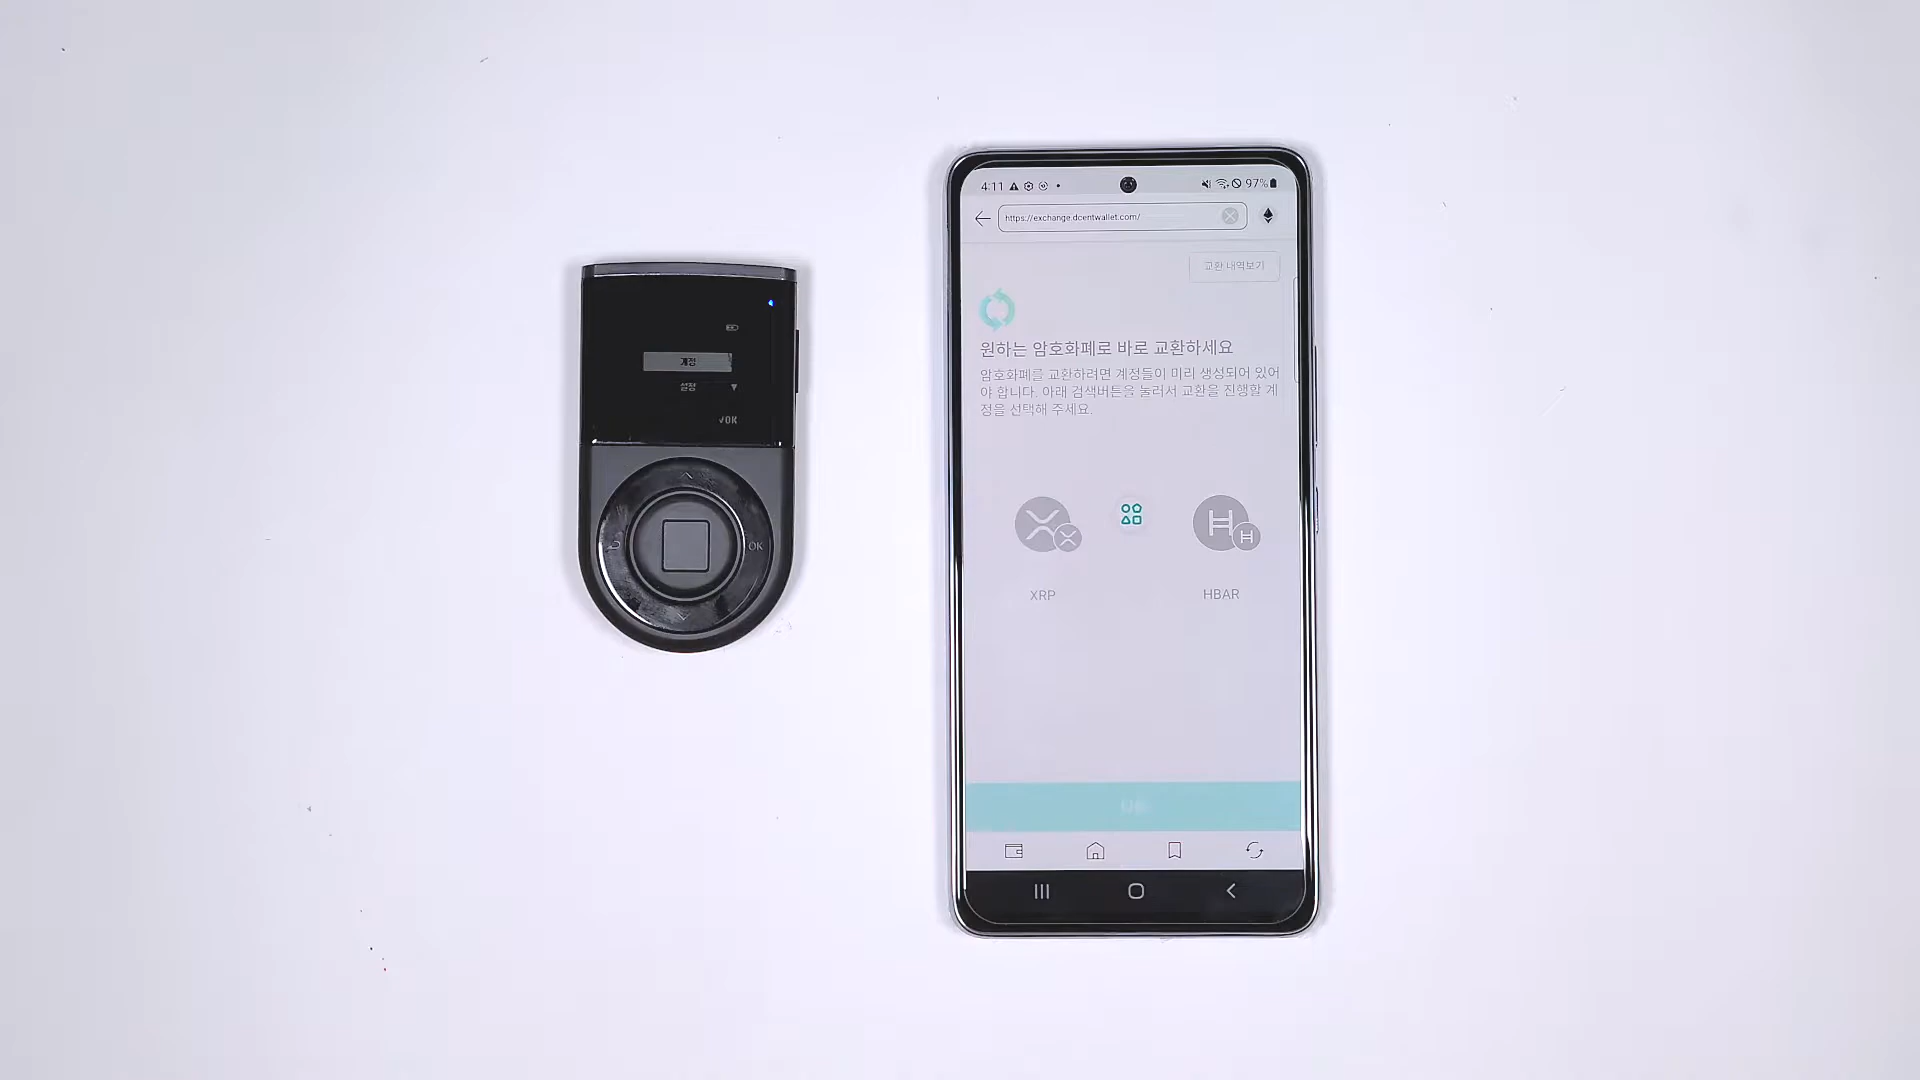 계정
설정
√OK
OK
4:11
97%
https://exchange.dcentwallet.com/
교환 내역보기
원하는 암호화폐로 바로 교환하세요
암호화폐를 교환하려면 계정들이 미리 생성되어 있어
야 합니다. 아래 검색버튼을 눌러서 교환을 진행할 계
정을 선택해 주세요.
XRP
HBAR